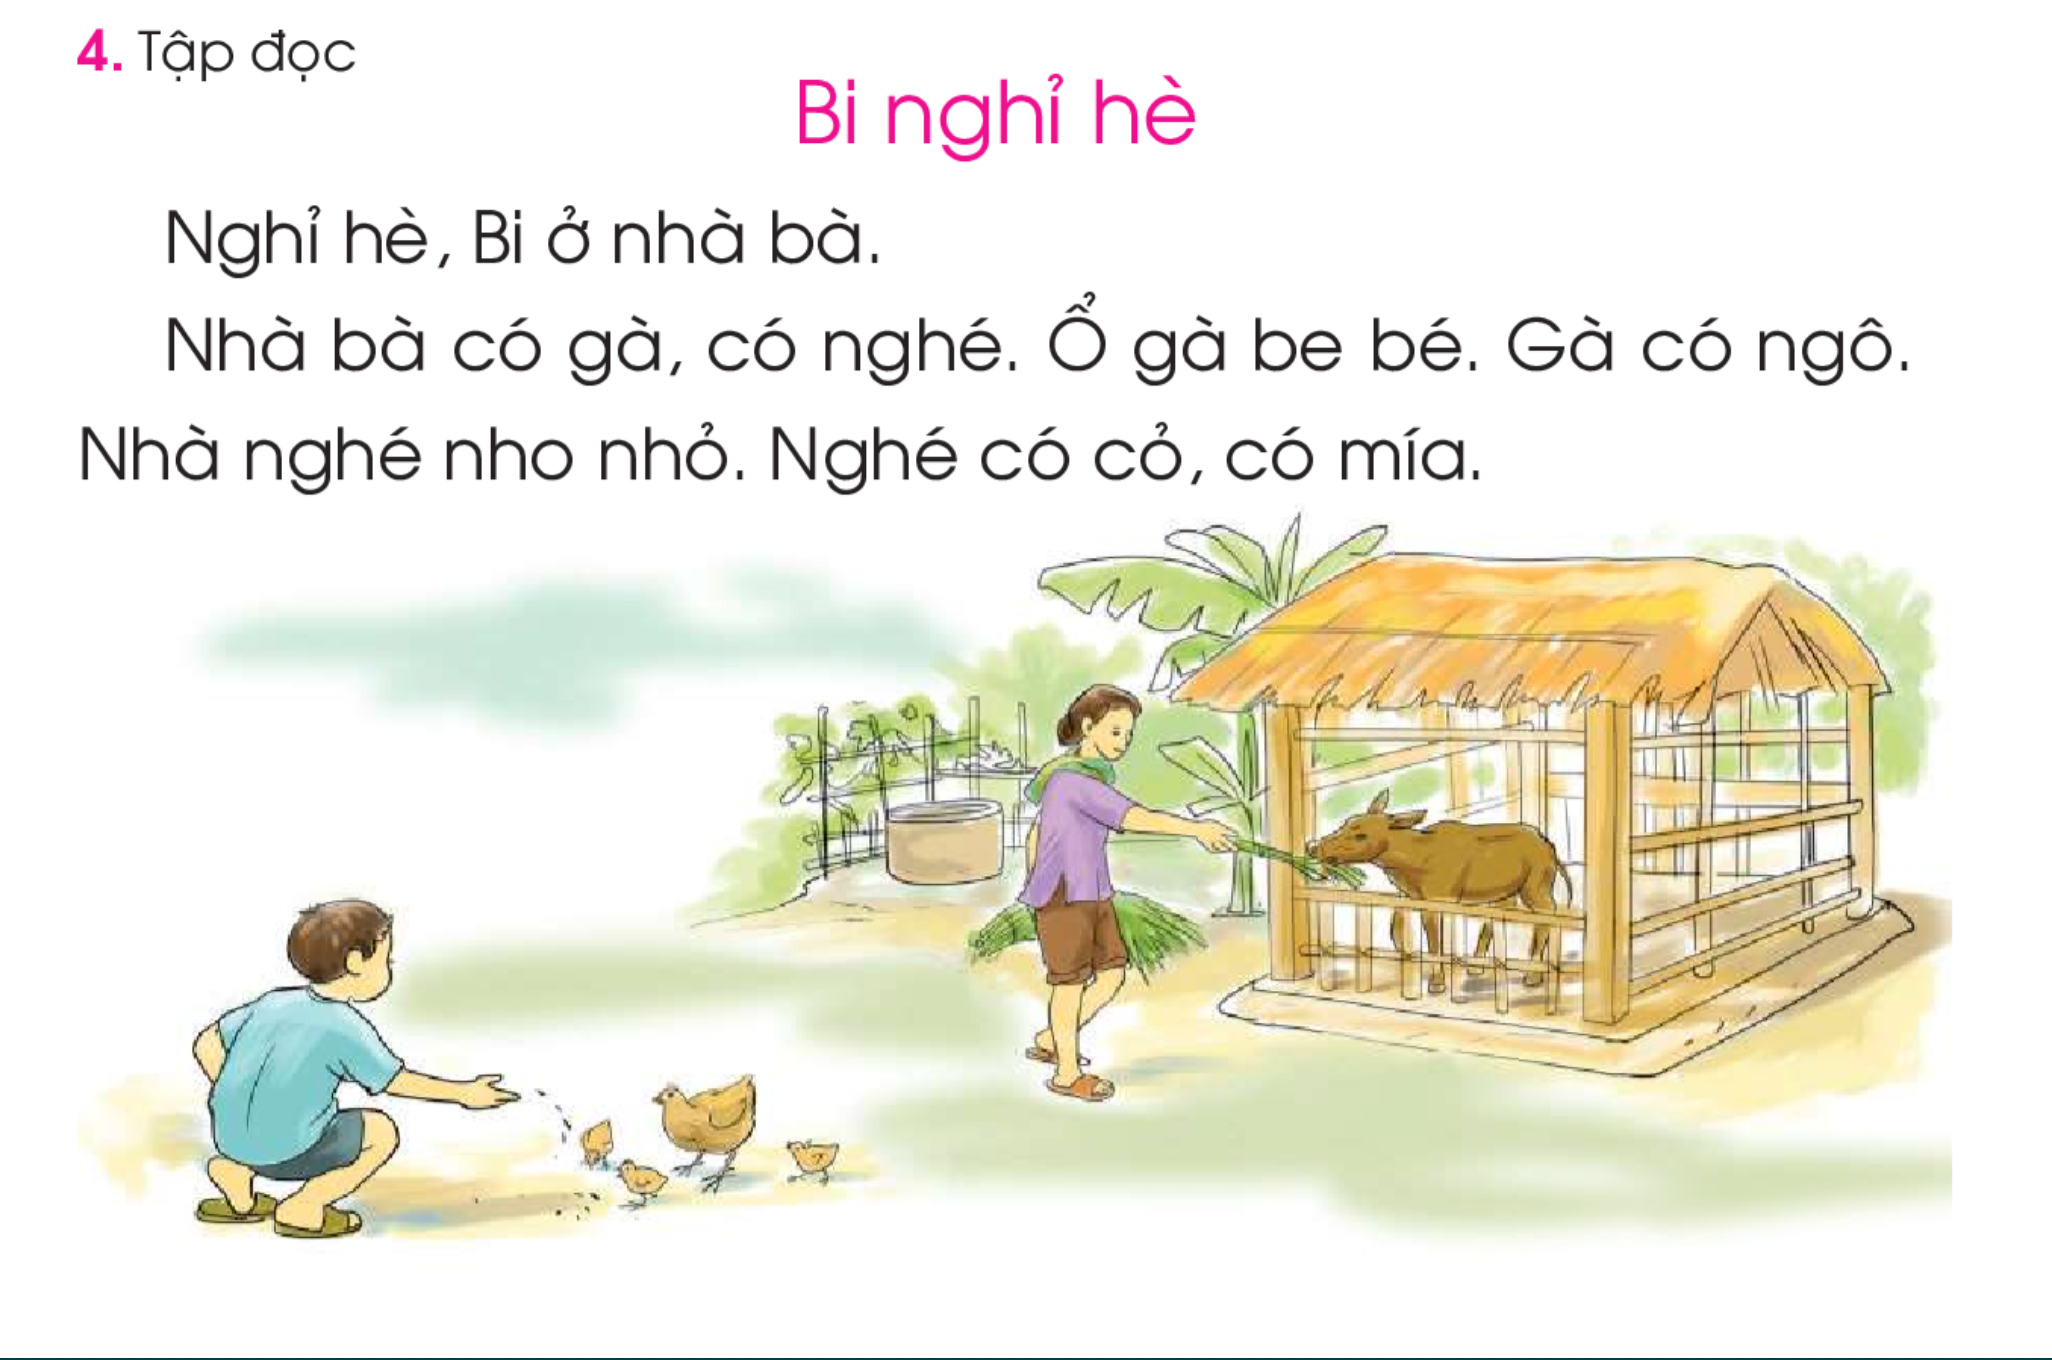 4. Tập đọc
Bi nghỉ hè
Nghỉ hè, Bi ở nhà bà.
Nhà bà có gà, có nghé. Ổ gà be bé. Gà có ngô.
Nhà nghé nho nhỏ. Nghé có cỏ, có mía.